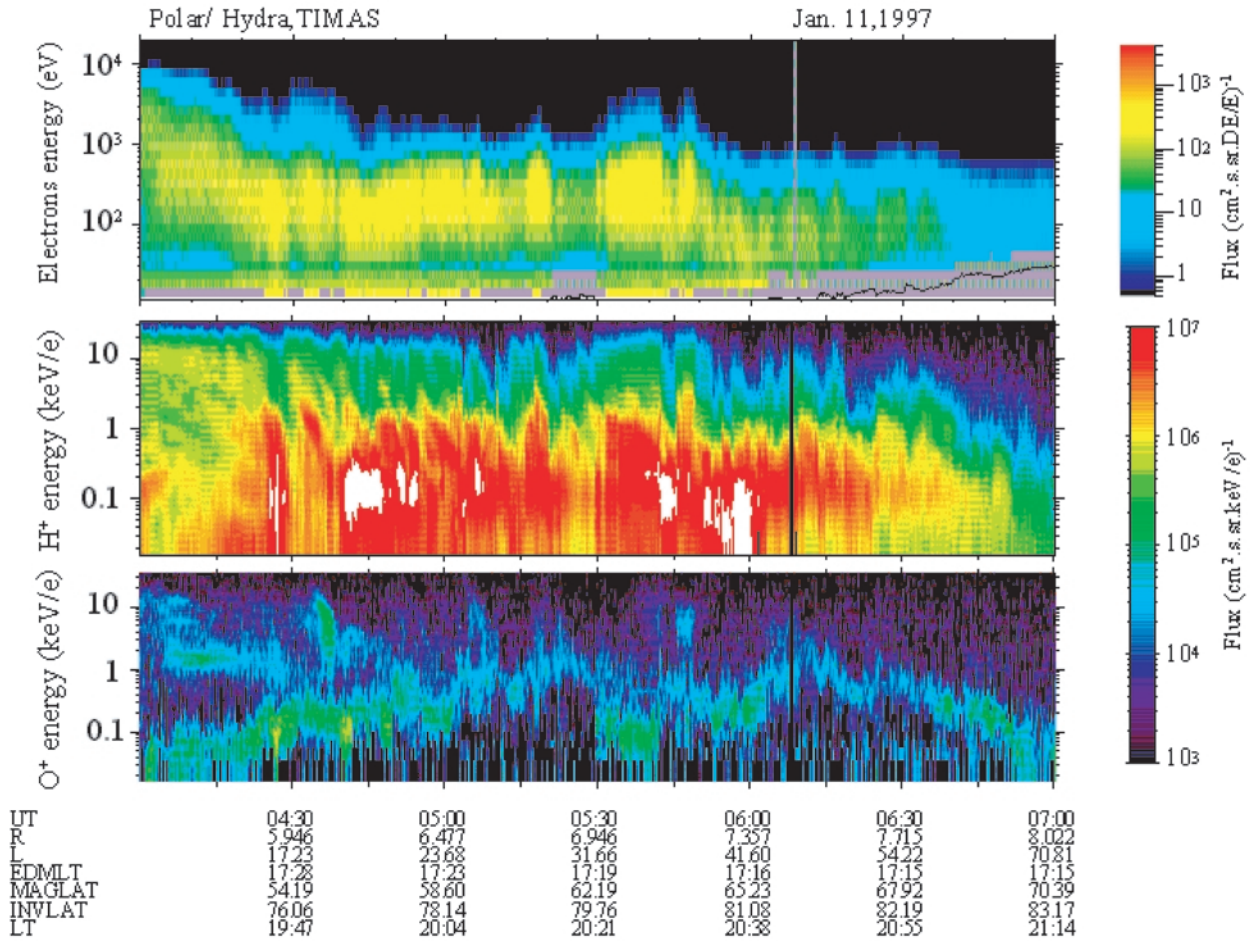 Polar/ Hydra,TIMAS
Jan. 11,1997
Electrons energy (eV)
10⁴
10³
10²
10³
10²
10
1
Flux (cm².s.sr.DE/E)⁻¹
H⁺ energy (keV/e)
10
1
0.1
O⁺ energy (keV/e)
10
1
0.1
10⁷
10⁶
10⁵
10⁴
10³
Flux (cm².s.sr.keV/e)⁻¹
UT 04:30 05:00 05:30 06:00 06:30 07:00
R 5.946 6.477 6.946 7.357 7.715 8.022
L 17.23 23.68 31.66 41.60 54.22 70.81
EDMLT 17:28 17:23 17:19 17:16 17:15 17:15
MAGLAT 54.19 58.60 62.19 65.23 67.92 70.39
INVLAT 76.06 78.14 79.76 81.08 82.19 83.17
LT 19:47 20:04 20:21 20:38 20:55 21:14